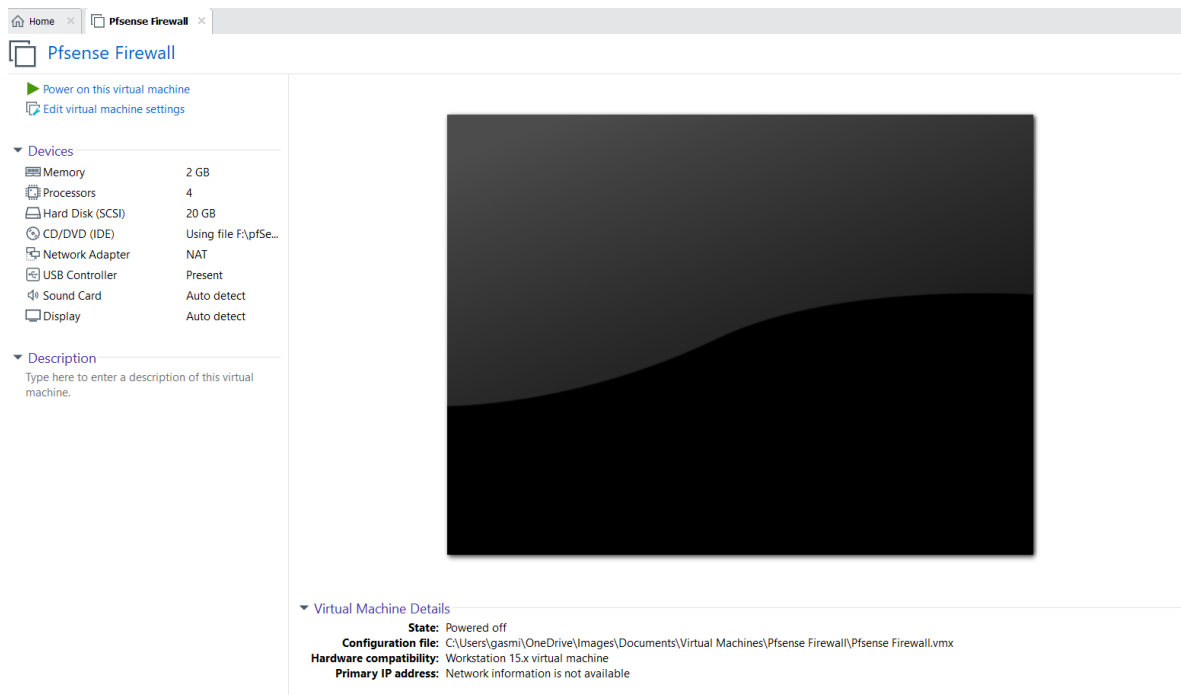 Home
Pfsense Firewall
Pfsense Firewall
Power on this virtual machine
Edit virtual machine settings
Devices
Memory 2 GB
Processors 4
Hard Disk (SCSI) 20 GB
CD/DVD (IDE) Using file F:\pfSe...
Network Adapter NAT
USB Controller Present
Sound Card Auto detect
Display Auto detect
Description
Type here to enter a description of this virtual
machine.
Virtual Machine Details
State: Powered off
Configuration file: C:\Users\gasmi\OneDrive\Images\Documents\Virtual Machines\Pfsense Firewall\Pfsense Firewall.vmx
Hardware compatibility: Workstation 15.x virtual machine
Primary IP address: Network information is not available